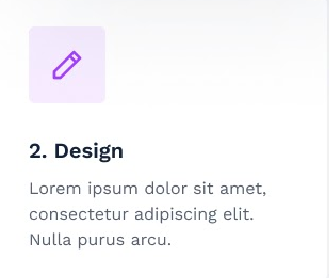 2. Design
Lorem ipsum dolor sit amet,
consectetur adipiscing elit.
Nulla purus arcu.